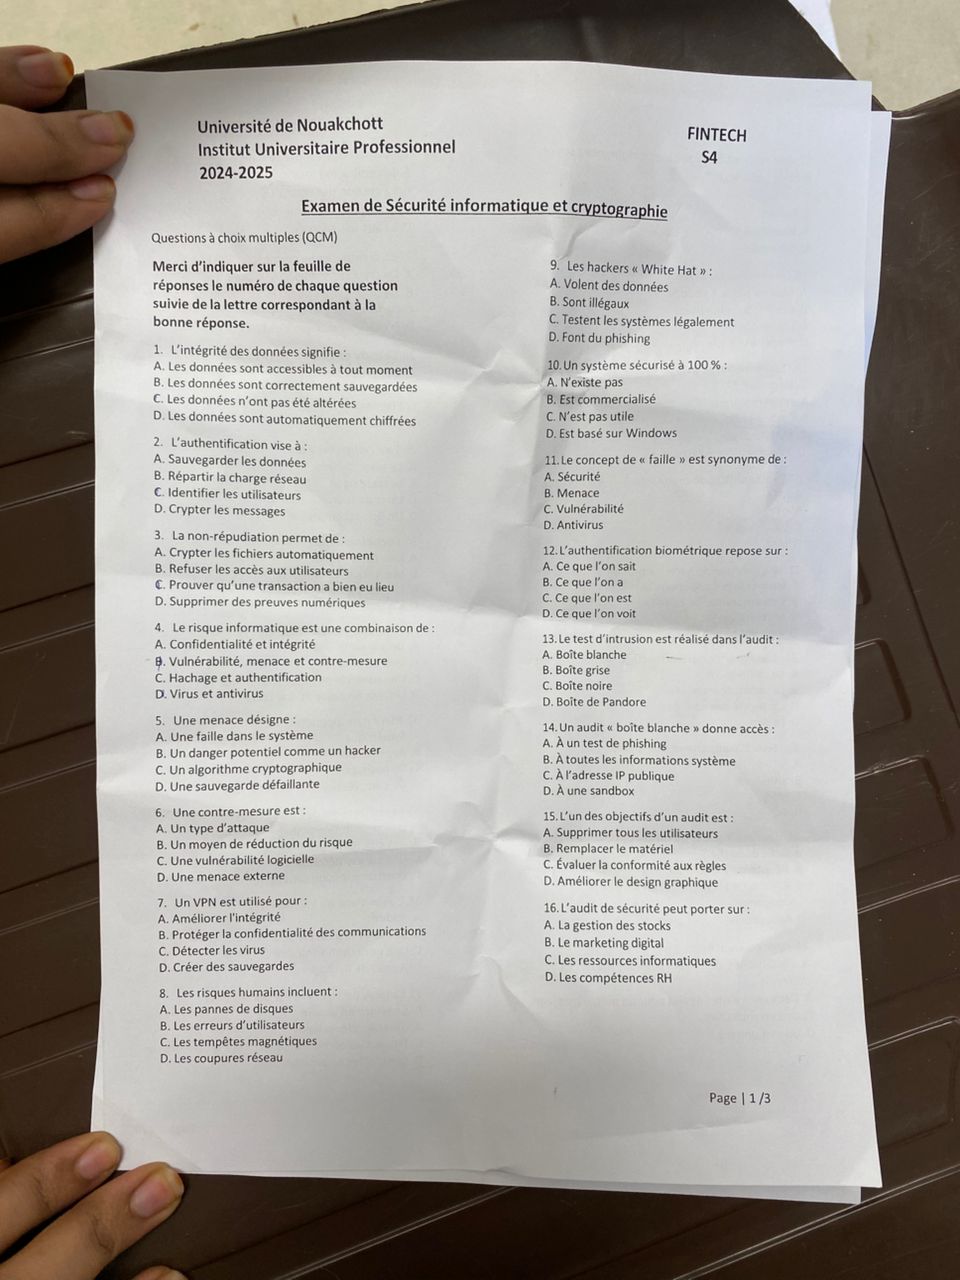 Université de Nouakchott
Institut Universitaire Professionnel
2024-2025
FINTECH
S4
Examen de Sécurité informatique et cryptographie
Questions à choix multiples (QCM)
Merci d'indiquer sur la feuille de
réponses le numéro de chaque question
suivie de la lettre correspondant à la
bonne réponse.
1. L'intégrité des données signifie :
A. Les données sont accessibles à tout moment
B. Les données sont correctement sauvegardées
C. Les données n'ont pas été altérées
D. Les données sont automatiquement chiffrées
2. L'authentification vise à :
A. Sauvegarder les données
B. Répartir la charge réseau
C. Identifier les utilisateurs
D. Crypter les messages
3. La non-répudiation permet de :
A. Crypter les fichiers automatiquement
B. Refuser les accès aux utilisateurs
C. Prouver qu'une transaction a bien eu lieu
D. Supprimer des preuves numériques
4. Le risque informatique est une combinaison de :
A. Confidentialité et intégrité
B. Vulnérabilité, menace et contre-mesure
C. Hachage et authentification
D. Virus et antivirus
5. Une menace désigne :
A. Une faille dans le système
B. Un danger potentiel comme un hacker
C. Un algorithme cryptographique
D. Une sauvegarde défaillante
6. Une contre-mesure est :
A. Un type d'attaque
B. Un moyen de réduction du risque
C. Une vulnérabilité logicielle
D. Une menace externe
7. Un VPN est utilisé pour :
A. Améliorer l'intégrité
B. Protéger la confidentialité des communications
C. Détecter les virus
D. Créer des sauvegardes
8. Les risques humains incluent :
A. Les pannes de disques
B. Les erreurs d'utilisateurs
C. Les tempêtes magnétiques
D. Les coupures réseau
9. Les hackers « White Hat » :
A. Volent des données
B. Sont illégaux
C. Testent les systèmes légalement
D. Font du phishing
10. Un système sécurisé à 100 % :
A. N'existe pas
B. Est commercialisé
C. N'est pas utile
D. Est basé sur Windows
11. Le concept de « faille » est synonyme de :
A. Sécurité
B. Menace
C. Vulnérabilité
D. Antivirus
12. L'authentification biométrique repose sur :
A. Ce que l'on sait
B. Ce que l'on a
C. Ce que l'on est
D. Ce que l'on voit
13. Le test d'intrusion est réalisé dans l'audit :
A. Boîte blanche
B. Boîte grise
C. Boîte noire
D. Boîte de Pandore
14. Un audit « boîte blanche » donne accès :
A. À un test de phishing
B. À toutes les informations système
C. À l'adresse IP publique
D. À une sandbox
15. L'un des objectifs d'un audit est :
A. Supprimer tous les utilisateurs
B. Remplacer le matériel
C. Évaluer la conformité aux règles
D. Améliorer le design graphique
16. L'audit de sécurité peut porter sur :
A. La gestion des stocks
B. Le marketing digital
C. Les ressources informatiques
D. Les compétences RH
Page | 1 /3